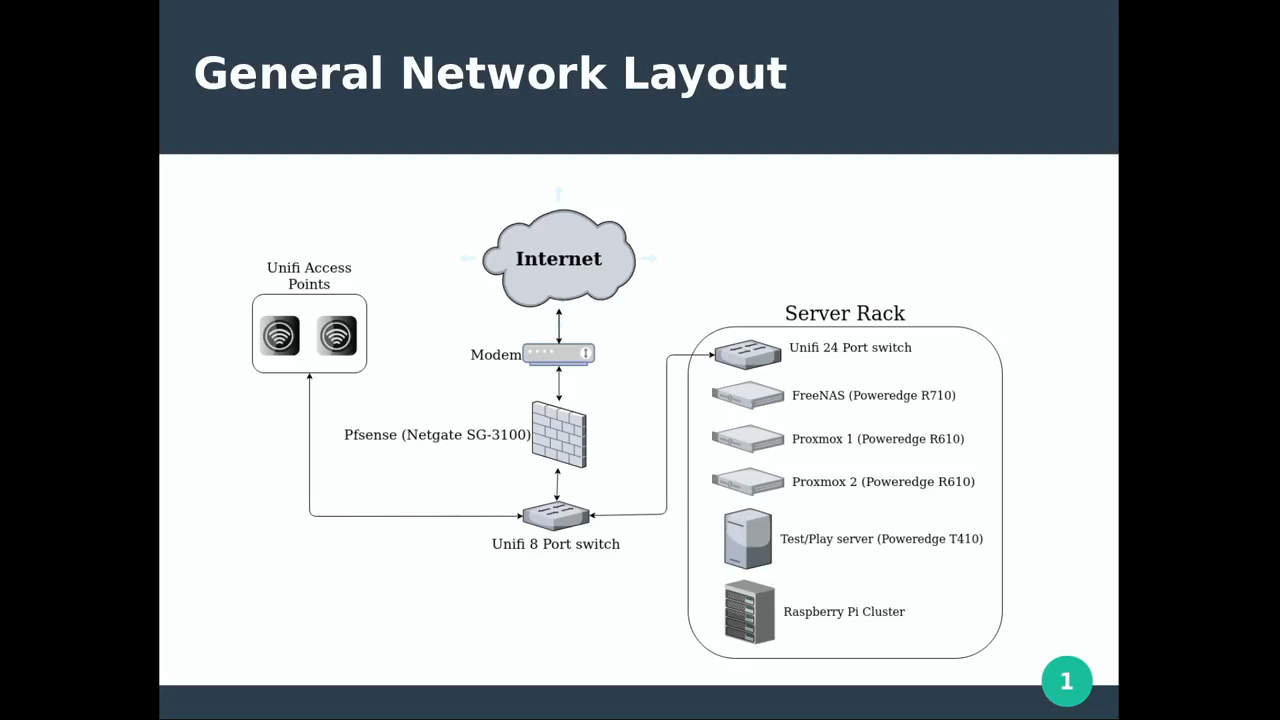 General Network Layout
Internet
Unifi Access
Points
Modem
Pfsense (Netgate SG-3100)
Unifi 8 Port switch
Server Rack
Unifi 24 Port switch
FreeNAS (Poweredge R710)
Proxmox 1 (Poweredge R610)
Proxmox 2 (Poweredge R610)
Test/Play server (Poweredge T410)
Raspberry Pi Cluster
1